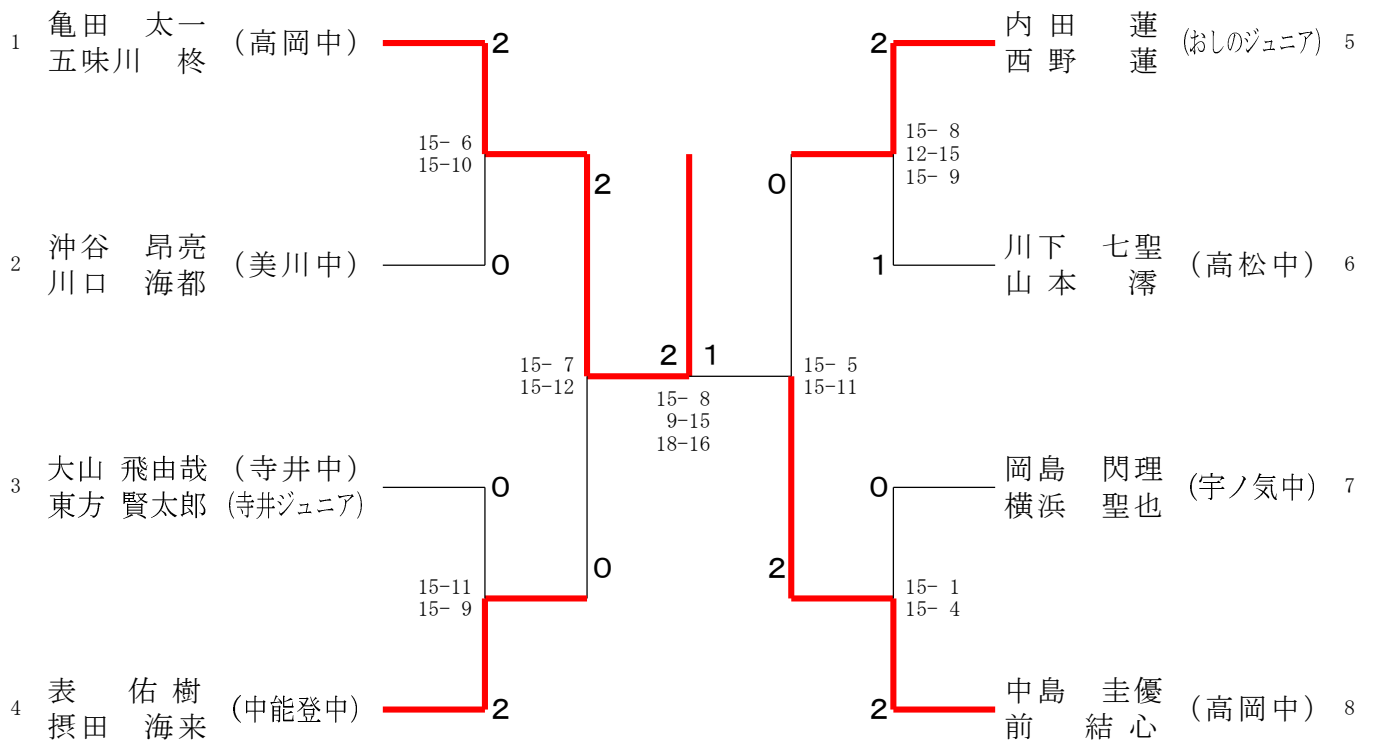 1
亀田 太一
五味川 柊
(高岡中)
2
沖谷 昂亮
川口 海都
(美川中)
3
大山 飛由哉 (寺井中)
東方 賢太郎 (寺井ジュニア)
4
表 佑樹
摂田 海来
(中能登中)
2
15- 6
15-10
0
2
15- 7
15-12
0
0
15-11
15- 9
2
2 1
15- 8
9-15
18-16
0
15- 5
15-11
2
2
15- 8
12-15
15- 9
1
0
15- 1
15- 4
2
内田 蓮
西野 蓮
(おしのジュニア)
5
川下 七聖
山本 澪
(高松中)
6
岡島 閃理
横浜 聖也
(宇ノ気中)
7
中島 圭優
前 結心
(高岡中)
8